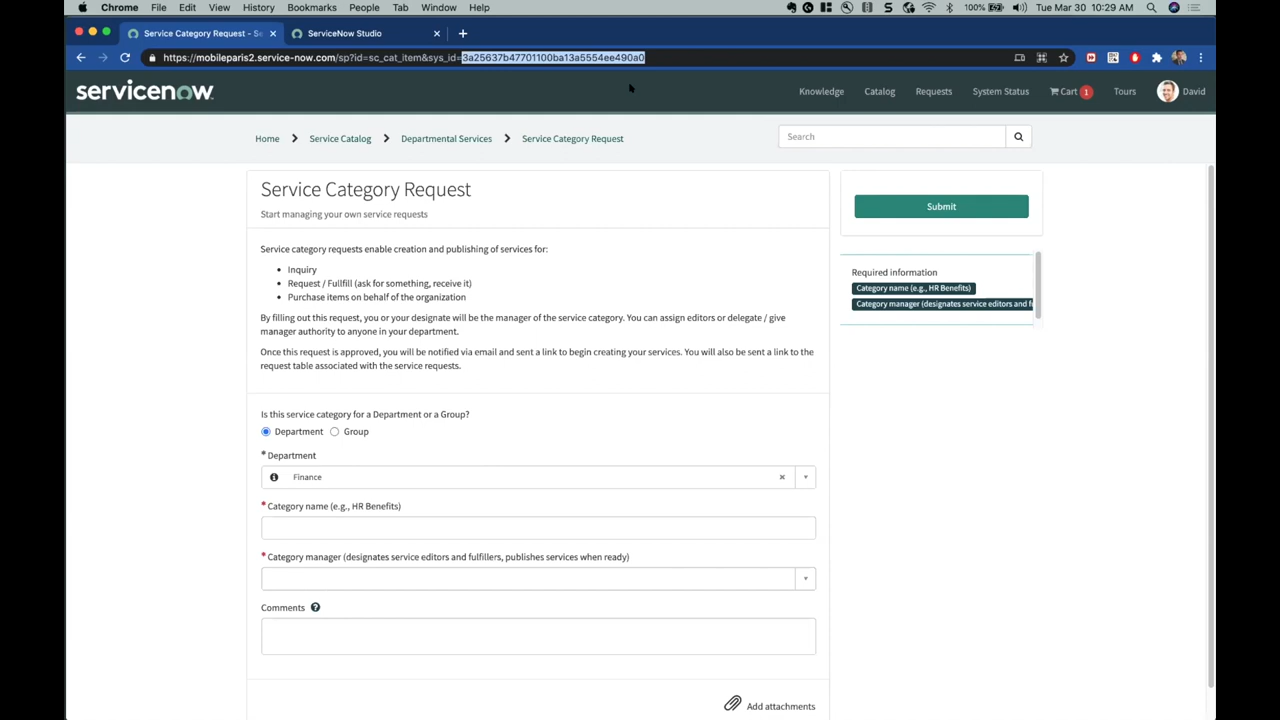 Chrome File Edit View History Bookmarks People Tab Window Help 100% Tue Mar 30 10:29 AM
Service Category Request - Se ServiceNow Studio
https://mobileparis2.service-now.com/sp?id=sc_cat_item&sys_id=3a25637b47701100ba13a5554ee490a0
servicenow Knowledge Catalog Requests System Status Cart 1 Tours David
Home Service Catalog Departmental Services Service Category Request Search
Service Category Request
Start managing your own service requests
Submit
Service category requests enable creation and publishing of services for:
• Inquiry
• Request / Fullfill (ask for something, receive it)
• Purchase items on behalf of the organization
Required information
Category name (e.g., HR Benefits)
Category manager (designates service editors and fu
By filling out this request, you or your designate will be the manager of the service category. You can assign editors or delegate / give
manager authority to anyone in your department.
Once this request is approved, you will be notified via email and sent a link to begin creating your services. You will also be sent a link to the
request table associated with the service requests.
Is this service category for a Department or a Group?
Department Group
* Department
Finance
* Category name (e.g., HR Benefits)
* Category manager (designates service editors and fulfillers, publishes services when ready)
Comments
Add attachments